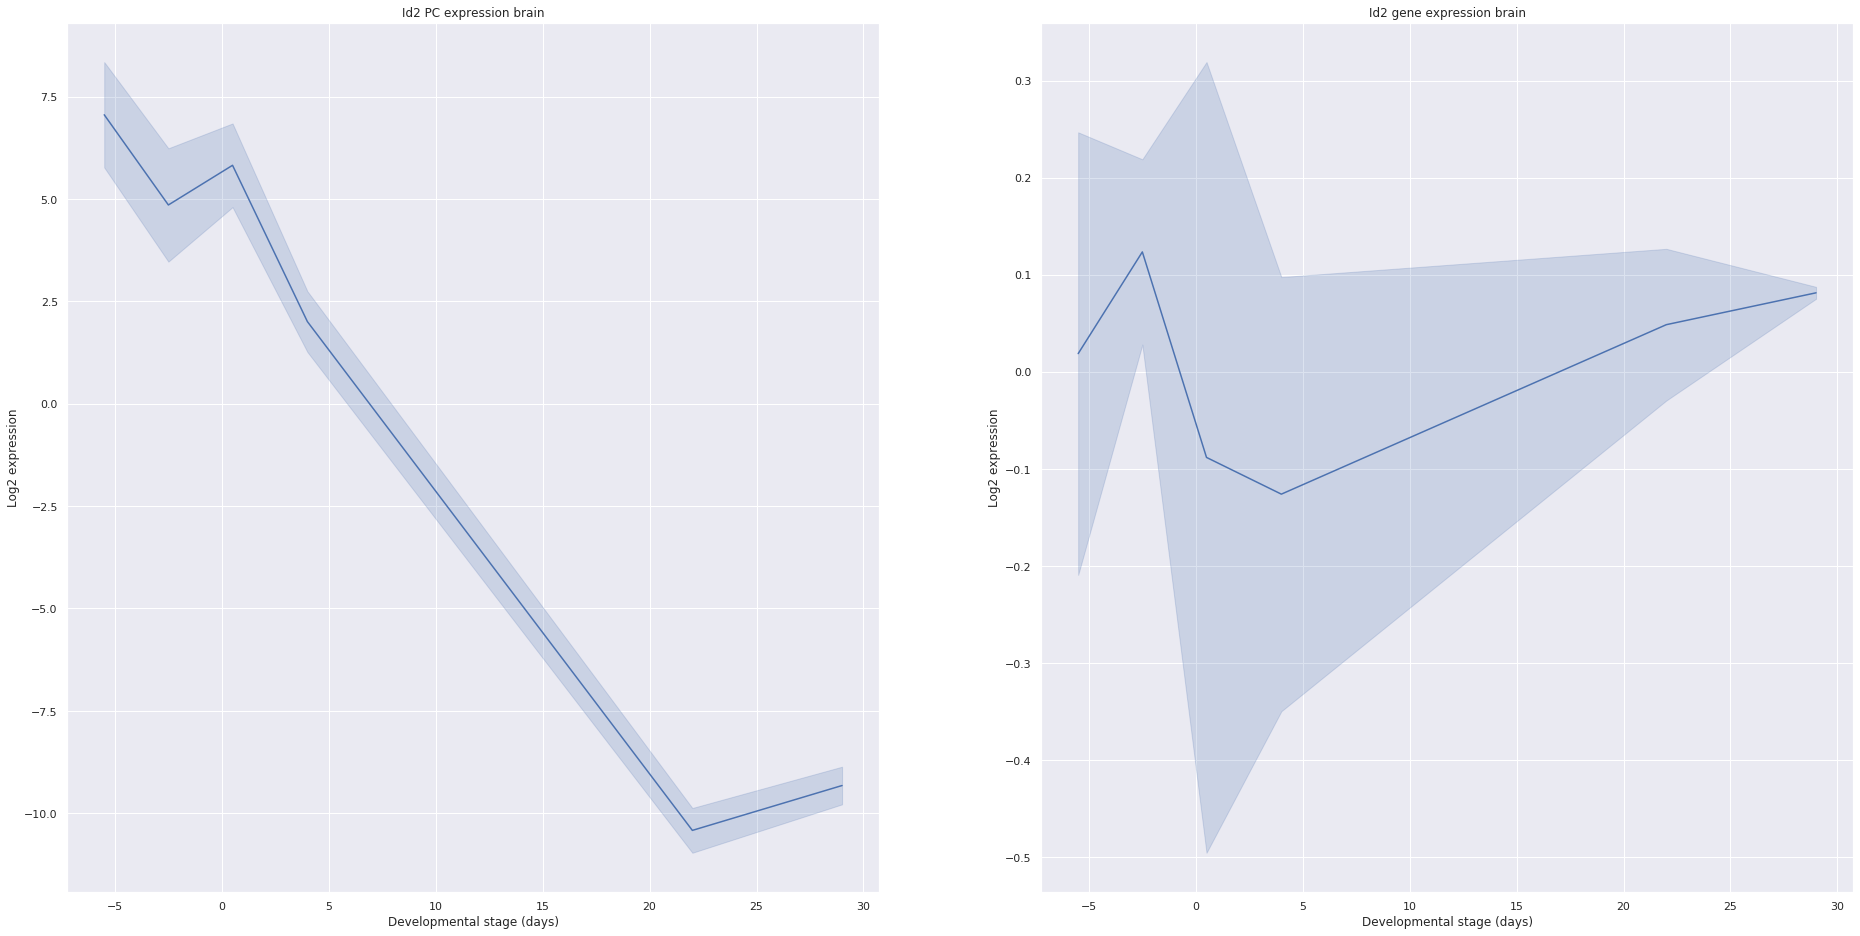 Id2 PC expression brain
Log2 expression
7.5
5.0
2.5
0.0
−2.5
−5.0
−7.5
−10.0
−5 0 5 10 15 20 25 30
Developmental stage (days)
Id2 gene expression brain
Log2 expression
0.3
0.2
0.1
0.0
−0.1
−0.2
−0.3
−0.4
−0.5
−5 0 5 10 15 20 25 30
Developmental stage (days)